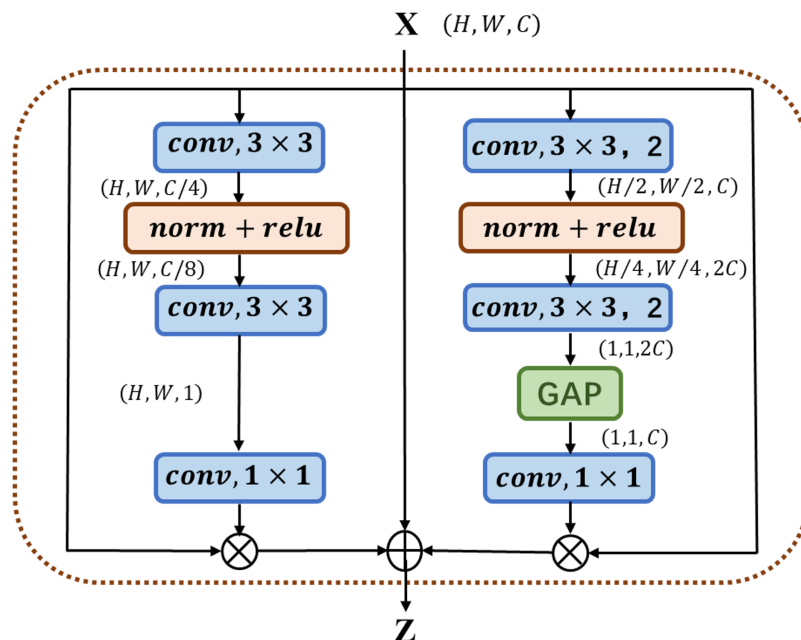 X (H, W, C)
conv, 3 × 3
conv, 3 × 3, 2
(H, W, C/4)
(H/2, W/2, C)
norm + relu
norm + relu
(H, W, C/8)
(H/4, W/4, 2C)
conv, 3 × 3
conv, 3 × 3, 2
(1,1,2C)
(H, W, 1)
GAP
(1,1, C)
conv, 1 × 1
conv, 1 × 1
Z